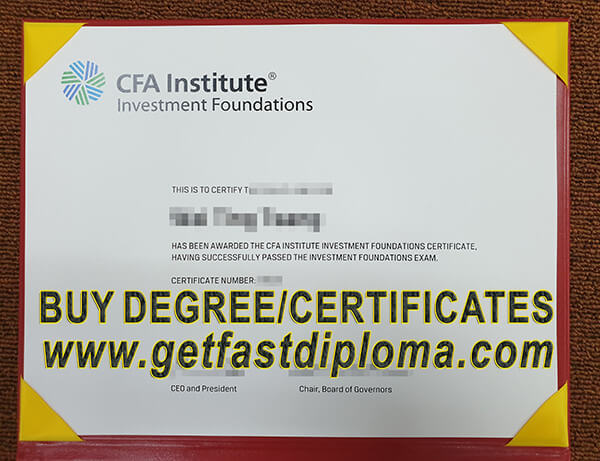 CFA Institute®
Investment Foundations
THIS IS TO CERTIFY T
HAS BEEN AWARDED THE CFA INSTITUTE INVESTMENT FOUNDATIONS CERTIFICATE,
HAVING SUCCESSFULLY PASSED THE INVESTMENT FOUNDATIONS EXAM.
CERTIFICATE NUMBER:
BUY DEGREE/CERTIFICATES
www.getfastdiploma.com
CEO and President Chair, Board of Governors